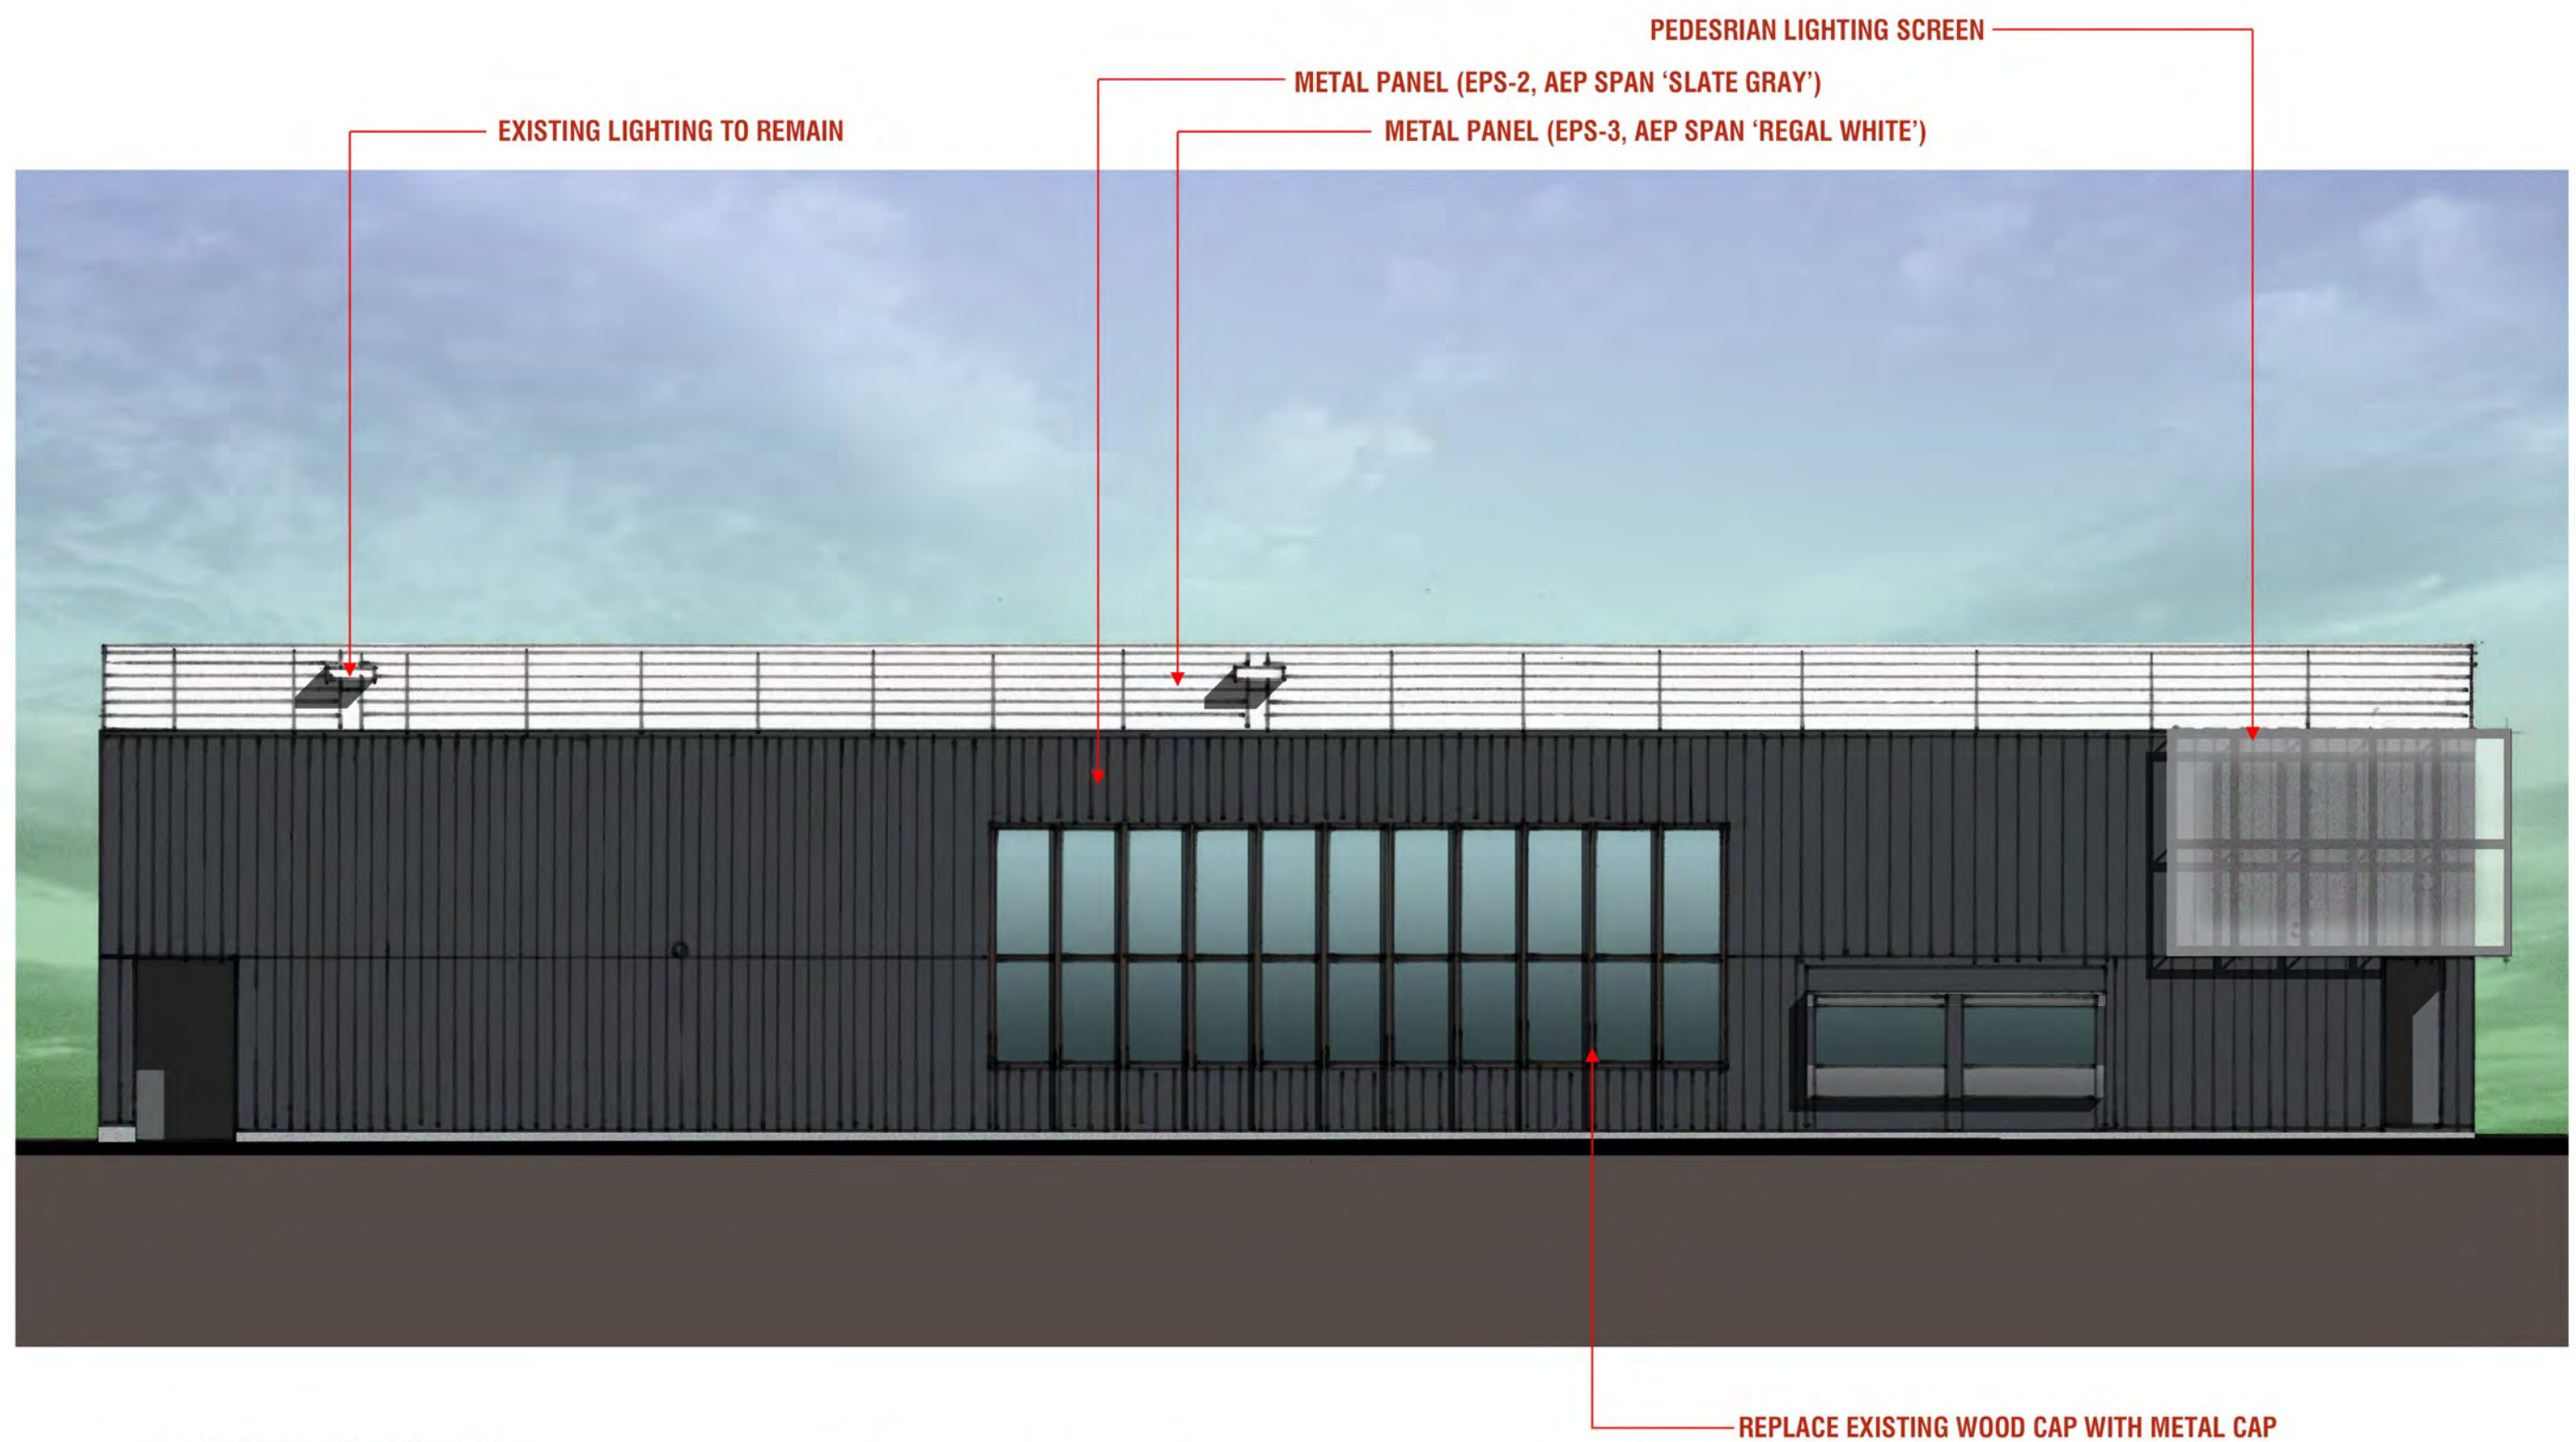 PEDESRIAN LIGHTING SCREEN
METAL PANEL (EPS-2, AEP SPAN ‘SLATE GRAY’)
EXISTING LIGHTING TO REMAIN
METAL PANEL (EPS-3, AEP SPAN ‘REGAL WHITE’)
REPLACE EXISTING WOOD CAP WITH METAL CAP